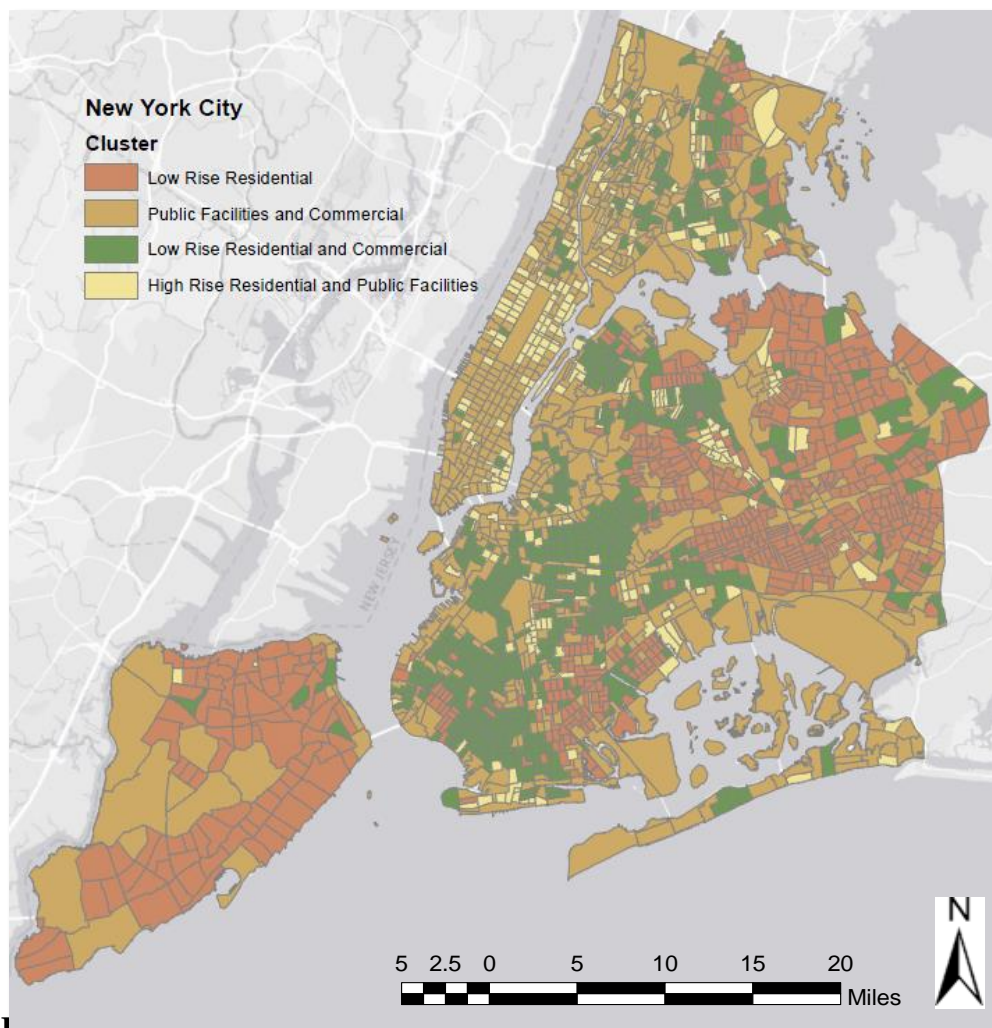 New York City
Cluster
Low Rise Residential
Public Facilities and Commercial
Low Rise Residential and Commercial
High Rise Residential and Public Facilities
NEW JERSEY
N
5 2.5 0 5 10 15 20
Miles